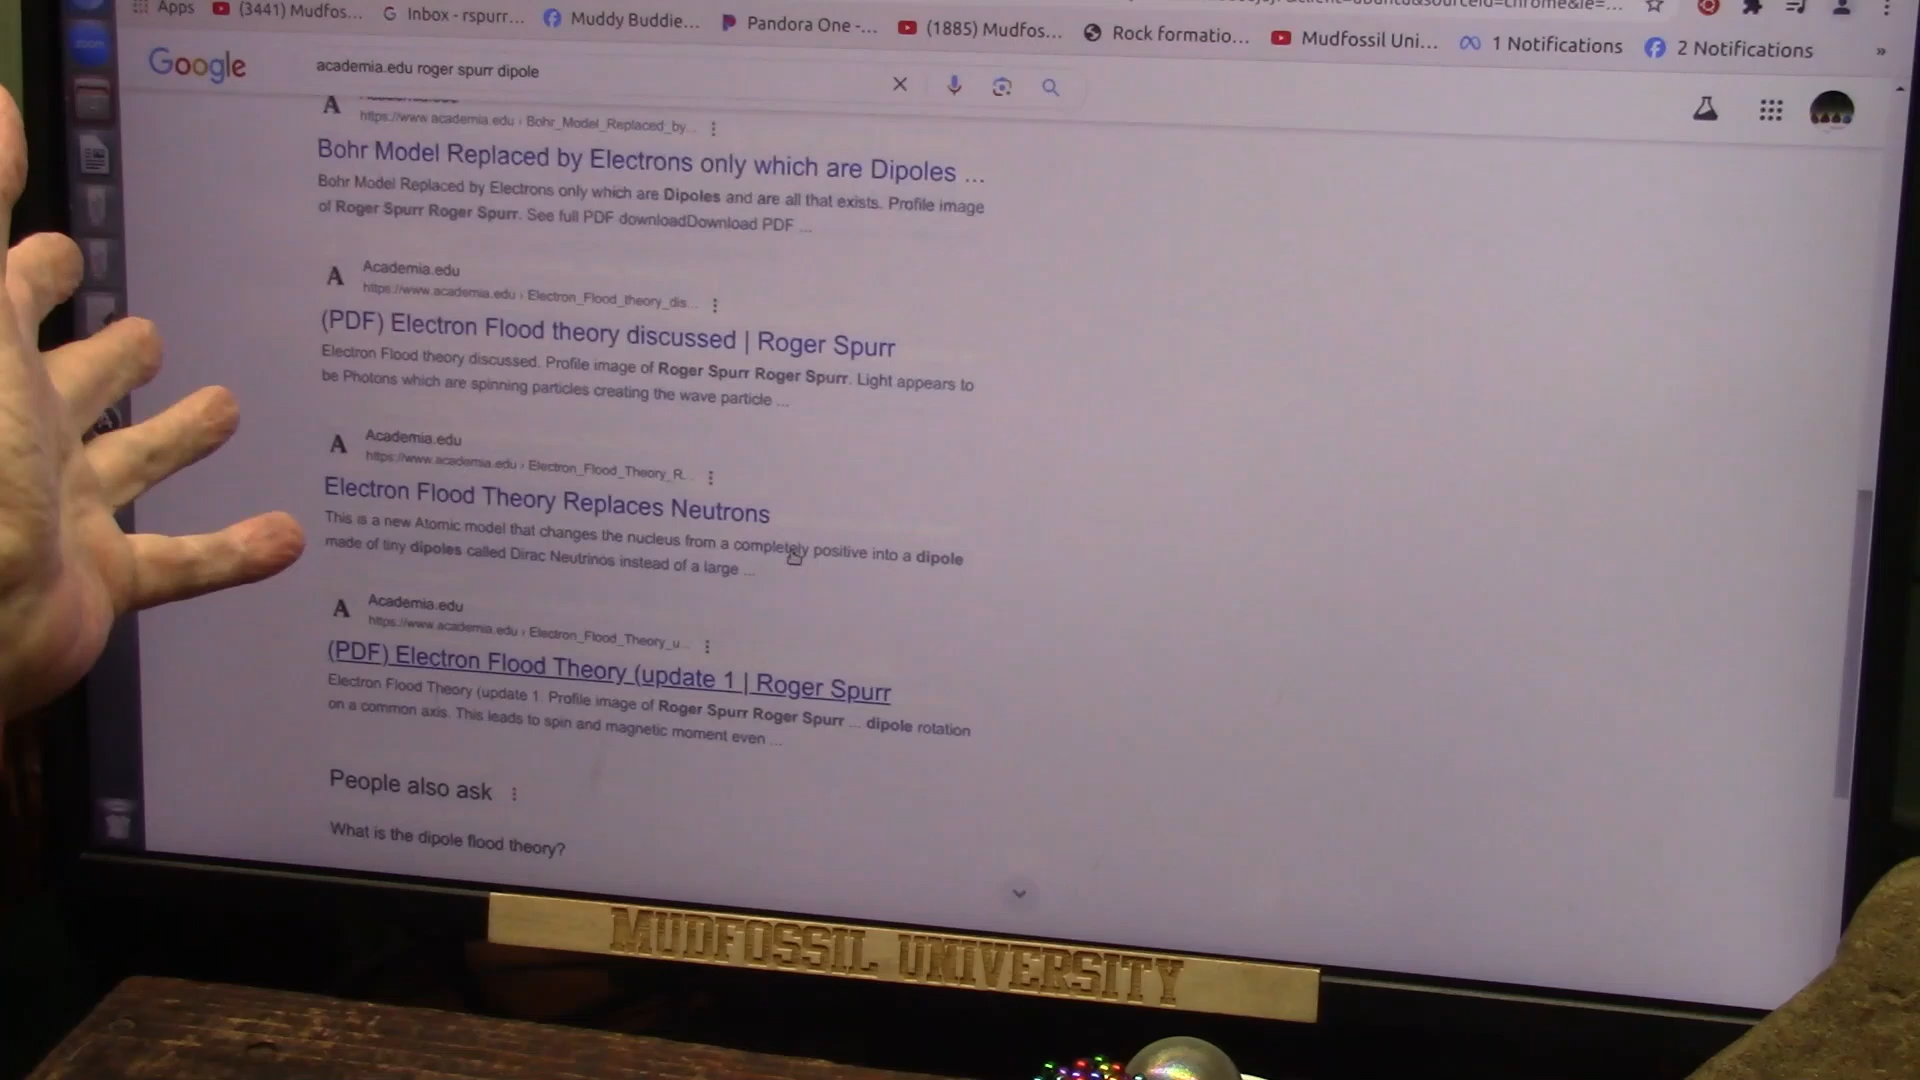 Apps (3441) Mudfos... Inbox - rspurr... Muddy Buddie... Pandora One -... (1885) Mudfos... Rock formatio... Mudfossil Uni... 1 Notifications 2 Notifications »
Google academia.edu roger spurr dipole
https://www.academia.edu › Bohr_Model_Replaced_by...
Bohr Model Replaced by Electrons only which are Dipoles ...
Bohr Model Replaced by Electrons only which are Dipoles and are all that exists. Profile image
of Roger Spurr Roger Spurr. See full PDF downloadDownload PDF ...
Academia.edu
https://www.academia.edu › Electron_Flood_theory_dis...
(PDF) Electron Flood theory discussed | Roger Spurr
Electron Flood theory discussed. Profile image of Roger Spurr Roger Spurr. Light appears to
be Photons which are spinning particles creating the wave particle ...
Academia.edu
https://www.academia.edu › Electron_Flood_Theory_R...
Electron Flood Theory Replaces Neutrons
This is a new Atomic model that changes the nucleus from a completely positive into a dipole
made of tiny dipoles called Dirac Neutrinos instead of a large ...
Academia.edu
https://www.academia.edu › Electron_Flood_Theory_u...
(PDF) Electron Flood Theory (update 1 | Roger Spurr
Electron Flood Theory (update 1. Profile image of Roger Spurr Roger Spurr ... dipole rotation
on a common axis. This leads to spin and magnetic moment even ...
People also ask
What is the dipole flood theory?
MUDFOSSIL UNIVERSITY